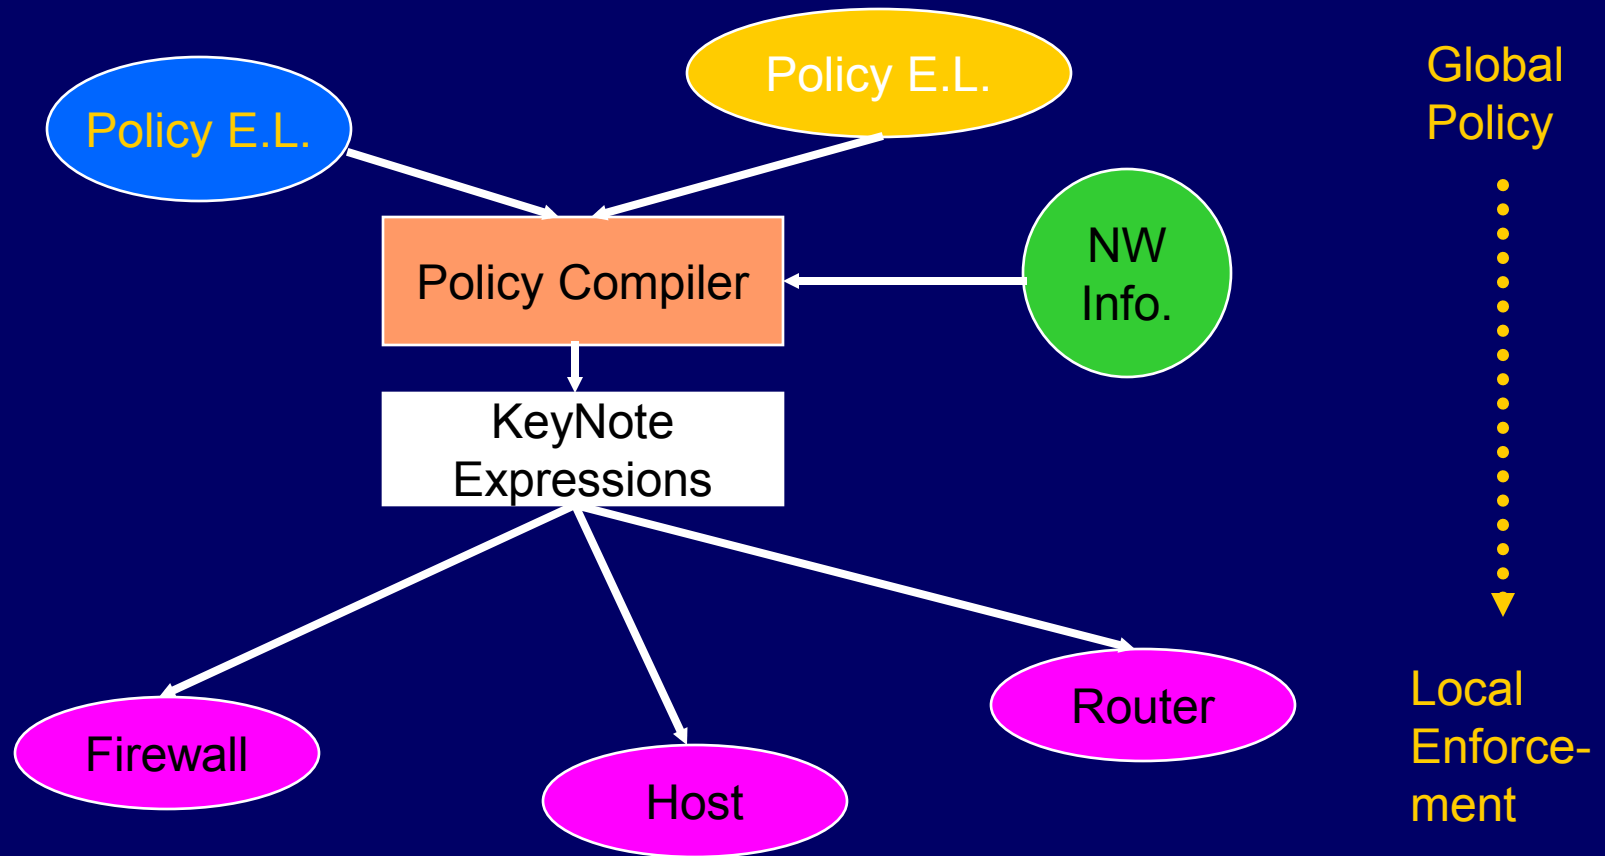 Policy E.L.
Policy E.L.
Global
Policy
NW
Info.
Policy Compiler
KeyNote
Expressions
Firewall
Host
Router
Local
Enforce-
ment